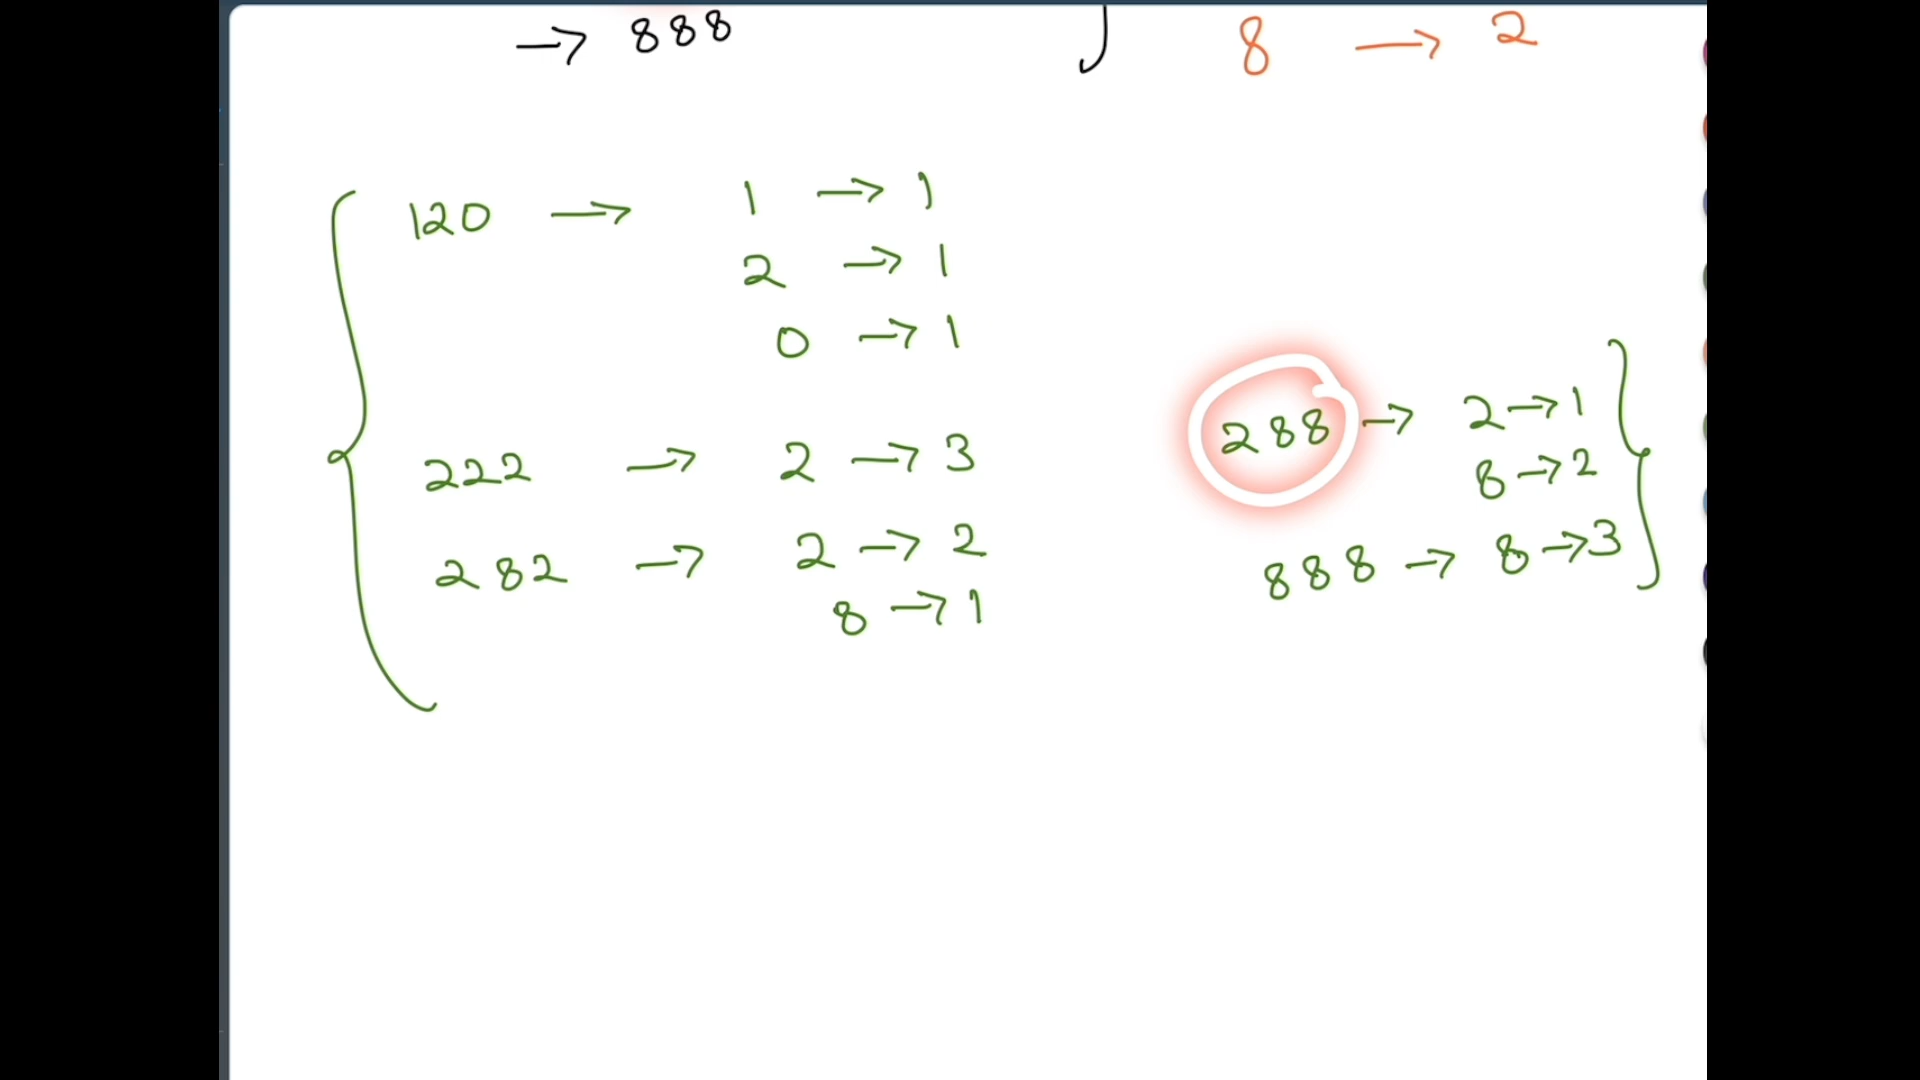 → 888
8 → 2
120 → 1 → 1
2 → 1
0 → 1
222 → 2 → 3
282 → 2 → 2
8 → 1
288 → 2 → 1
8 → 2
888 → 8 → 3